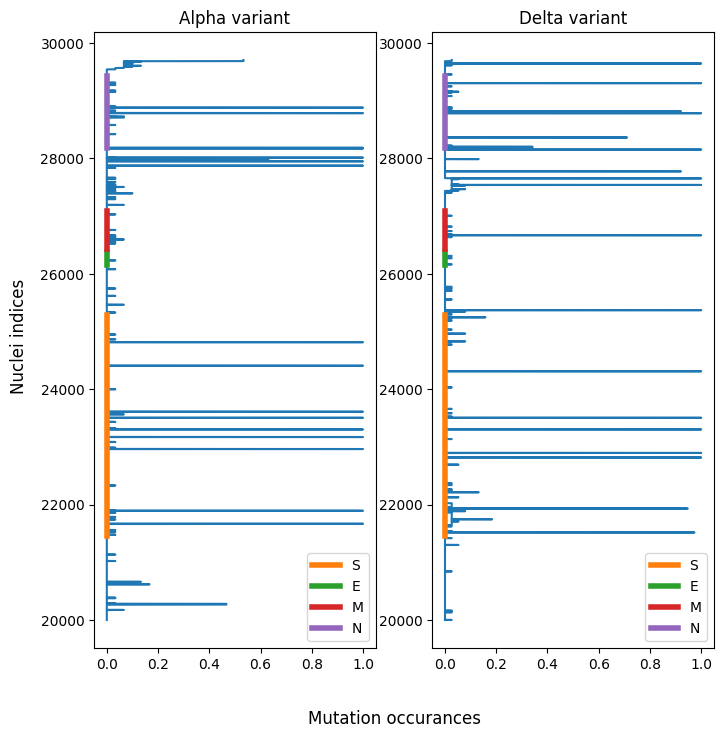 Alpha variant
Delta variant
30000
28000
26000
24000
22000
20000
0.0 0.2 0.4 0.6 0.8 1.0
S
E
M
N
30000
28000
26000
24000
22000
20000
0.0 0.2 0.4 0.6 0.8 1.0
S
E
M
N
Nuclei indices
Mutation occurances